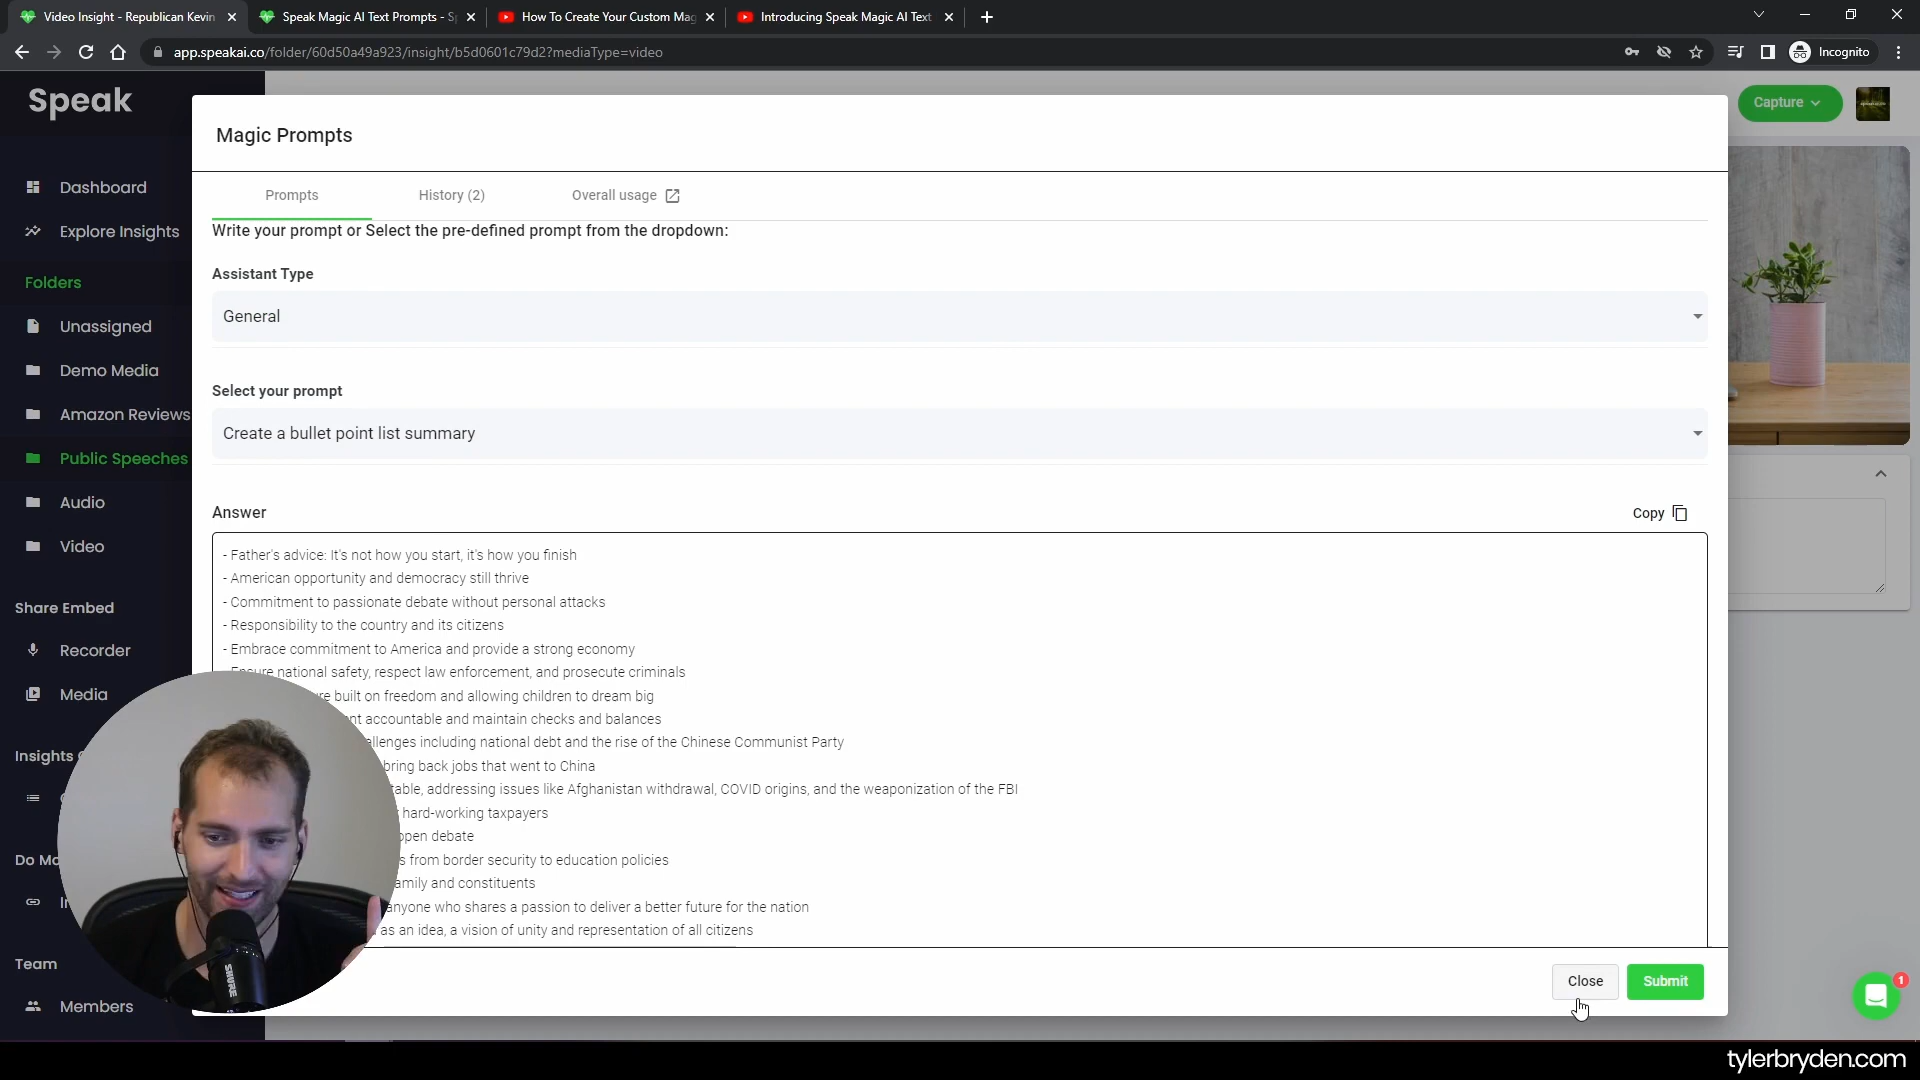 Video Insight - Republican Kevin
Speak Magic AI Text Prompts - Sp
How To Create Your Custom Mag
Introducing Speak Magic AI Text
app.speakai.co/folder/60d50a49a923/insight/b5d0601c79d2?mediaType=video
Incognito
Speak
Capture
Magic Prompts
Prompts
History (2)
Overall usage
Write your prompt or Select the pre-defined prompt from the dropdown:
Assistant Type
General
Select your prompt
Create a bullet point list summary
Answer
Copy
- Father's advice: It's not how you start, it's how you finish
- American opportunity and democracy still thrive
- Commitment to passionate debate without personal attacks
- Responsibility to the country and its citizens
- Embrace commitment to America and provide a strong economy
- Ensure national safety, respect law enforcement, and prosecute criminals
built on freedom and allowing children to dream big
accountable and maintain checks and balances
including national debt and the rise of the Chinese Communist Party
bring back jobs that went to China
addressing issues like Afghanistan withdrawal, COVID origins, and the weaponization of the FBI
hard-working taxpayers
open debate
from border security to education policies
family and constituents
anyone who shares a passion to deliver a better future for the nation
as an idea, a vision of unity and representation of all citizens
Close
Submit
Dashboard
Explore Insights
Folders
Unassigned
Demo Media
Amazon Reviews
Public Speeches
Audio
Video
Share Embed
Recorder
Media
Insights
Do
Team
Members
SHURE
1
tylerbryden.com